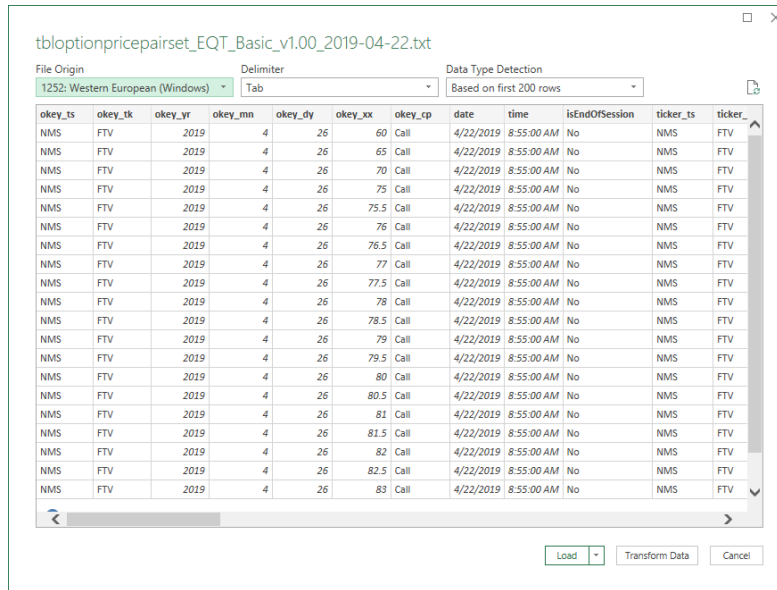 tbloptionpricepairset_EQT_Basic_v1.00_2019-04-22.txt
File Origin Delimiter Data Type Detection
1252: Western European (Windows) Tab Based on first 200 rows
okey_ts okey_tk okey_yr okey_mn okey_dy okey_xx okey_cp date time isEndOfSession ticker_ts ticker_
NMS FTV 2019 4 26 60 Call 4/22/2019 8:55:00 AM No NMS FTV
NMS FTV 2019 4 26 65 Call 4/22/2019 8:55:00 AM No NMS FTV
NMS FTV 2019 4 26 70 Call 4/22/2019 8:55:00 AM No NMS FTV
NMS FTV 2019 4 26 75 Call 4/22/2019 8:55:00 AM No NMS FTV
NMS FTV 2019 4 26 75.5 Call 4/22/2019 8:55:00 AM No NMS FTV
NMS FTV 2019 4 26 76 Call 4/22/2019 8:55:00 AM No NMS FTV
NMS FTV 2019 4 26 76.5 Call 4/22/2019 8:55:00 AM No NMS FTV
NMS FTV 2019 4 26 77 Call 4/22/2019 8:55:00 AM No NMS FTV
NMS FTV 2019 4 26 77.5 Call 4/22/2019 8:55:00 AM No NMS FTV
NMS FTV 2019 4 26 78 Call 4/22/2019 8:55:00 AM No NMS FTV
NMS FTV 2019 4 26 78.5 Call 4/22/2019 8:55:00 AM No NMS FTV
NMS FTV 2019 4 26 79 Call 4/22/2019 8:55:00 AM No NMS FTV
NMS FTV 2019 4 26 79.5 Call 4/22/2019 8:55:00 AM No NMS FTV
NMS FTV 2019 4 26 80 Call 4/22/2019 8:55:00 AM No NMS FTV
NMS FTV 2019 4 26 80.5 Call 4/22/2019 8:55:00 AM No NMS FTV
NMS FTV 2019 4 26 81 Call 4/22/2019 8:55:00 AM No NMS FTV
NMS FTV 2019 4 26 81.5 Call 4/22/2019 8:55:00 AM No NMS FTV
NMS FTV 2019 4 26 82 Call 4/22/2019 8:55:00 AM No NMS FTV
NMS FTV 2019 4 26 82.5 Call 4/22/2019 8:55:00 AM No NMS FTV
NMS FTV 2019 4 26 83 Call 4/22/2019 8:55:00 AM No NMS FTV
Load Transform Data Cancel